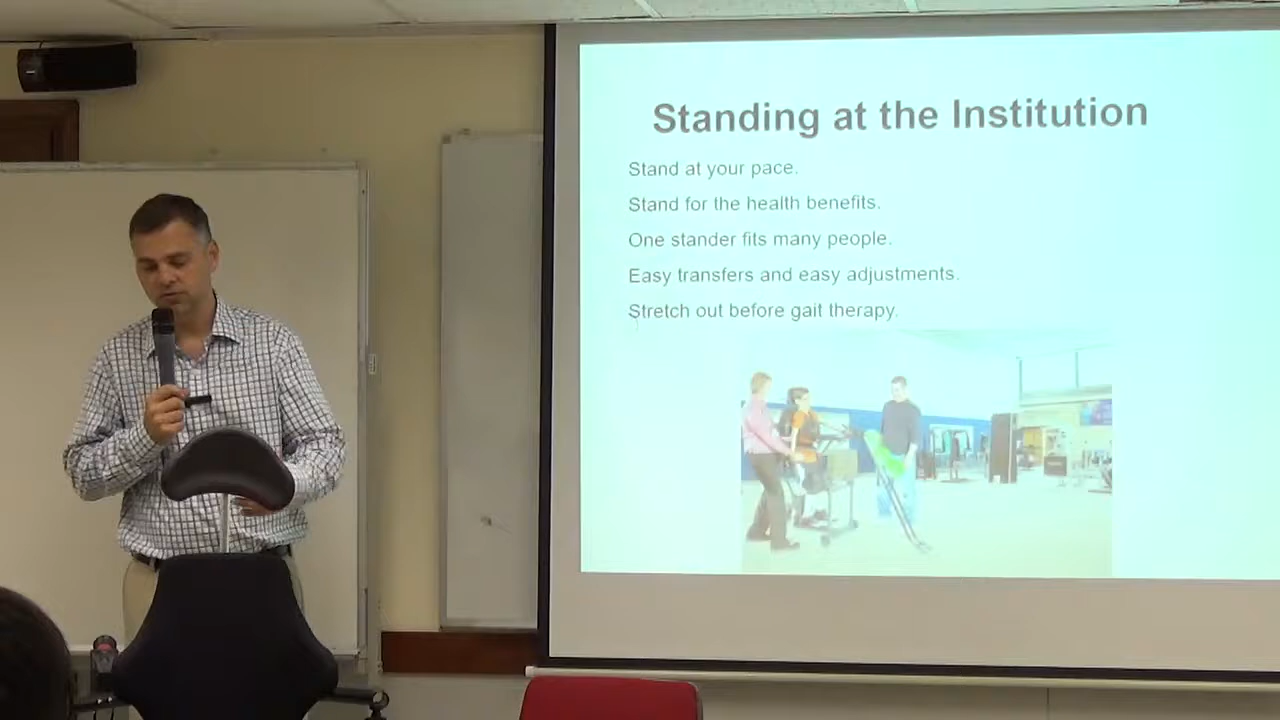 Standing at the Institution
Stand at your pace.
Stand for the health benefits.
One stander fits many people.
Easy transfers and easy adjustments.
Stretch out before gait therapy.